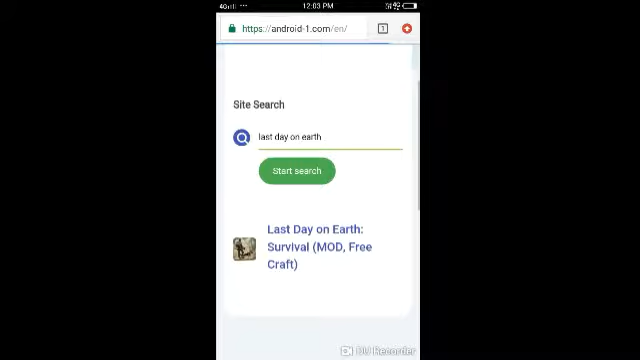 4G 12:03 PM
https://android-1.com/en/ 1
Site Search
last day on earth
Start search
Last Day on Earth:
Survival (MOD, Free
Craft)
DU Recorder